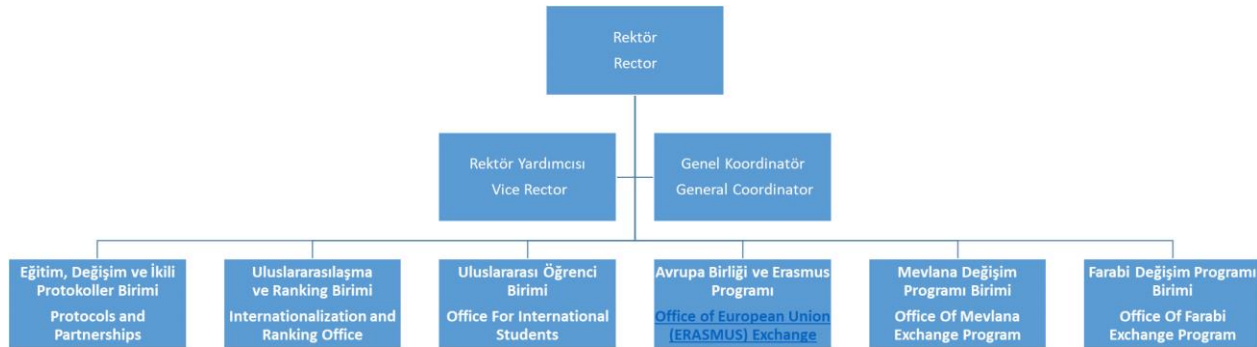 Rektör
Rector
Rektör Yardımcısı
Vice Rector
Genel Koordinatör
General Coordinator
Eğitim, Değişim ve İkili
Protokoller Birimi
Protocols and
Partnerships
Uluslararasılaşma
ve Ranking Birimi
Internationalization and
Ranking Office
Uluslararası Öğrenci
Birimi
Office For International
Students
Avrupa Birliği ve Erasmus
Programı
Office of European Union
(ERASMUS) Exchange
Mevlana Değişim
Programı Birimi
Office Of Mevlana
Exchange Program
Farabi Değişim Programı
Birimi
Office Of Farabi
Exchange Program